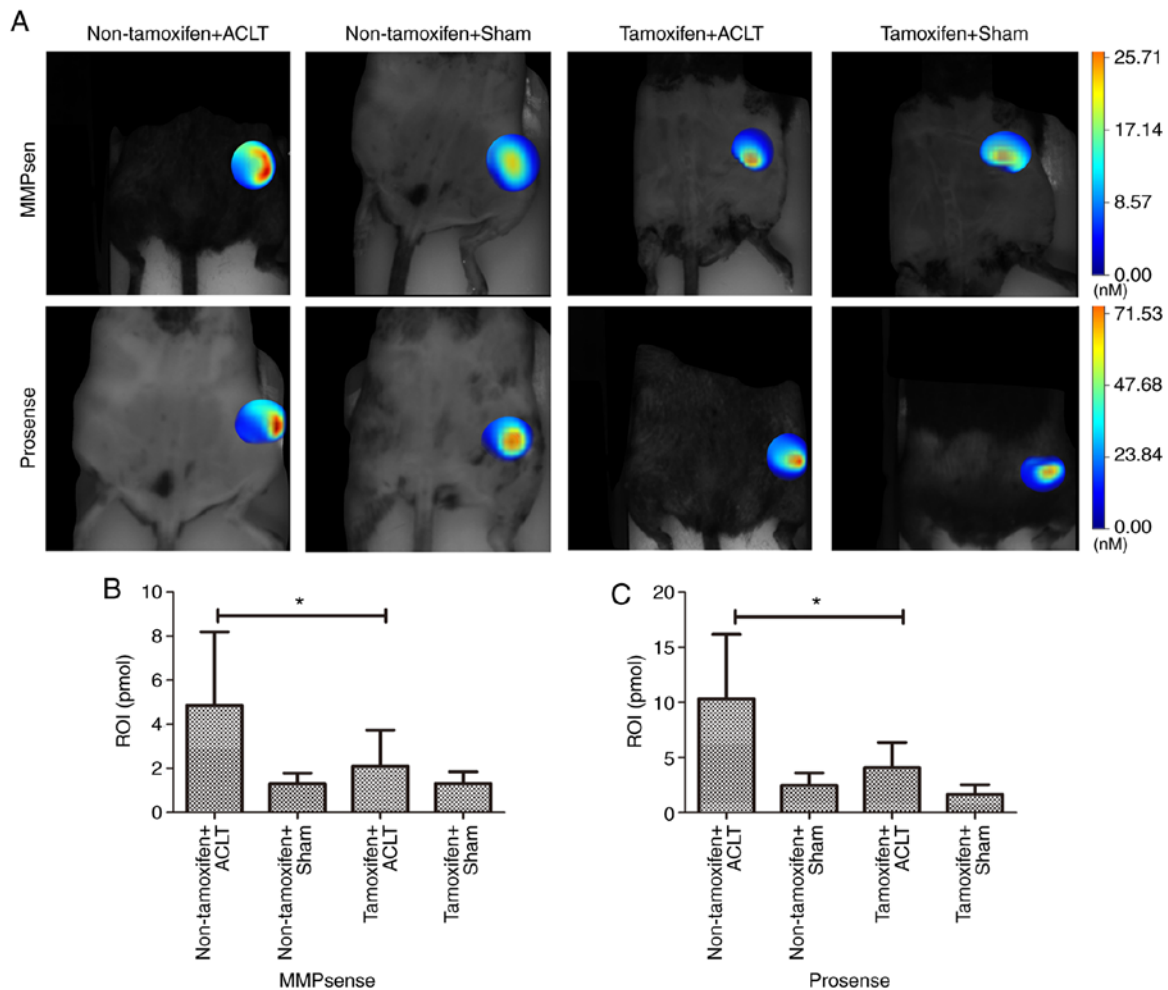 A
Non-tamoxifen+ACLT
Non-tamoxifen+Sham
Tamoxifen+ACLT
Tamoxifen+Sham
MMPsen
25.71
17.14
8.57
0.00
(nM)
Prosense
71.53
47.68
23.84
0.00
(nM)
B
ROI (pmol)
10
8
6
4
2
0
*
Non-tamoxifen+
ACLT
Non-tamoxifen+
Sham
Tamoxifen+
ACLT
Tamoxifen+
Sham
MMPsense
C
ROI (pmol)
20
15
10
5
0
*
Non-tamoxifen+
ACLT
Non-tamoxifen+
Sham
Tamoxifen+
ACLT
Tamoxifen+
Sham
Prosense